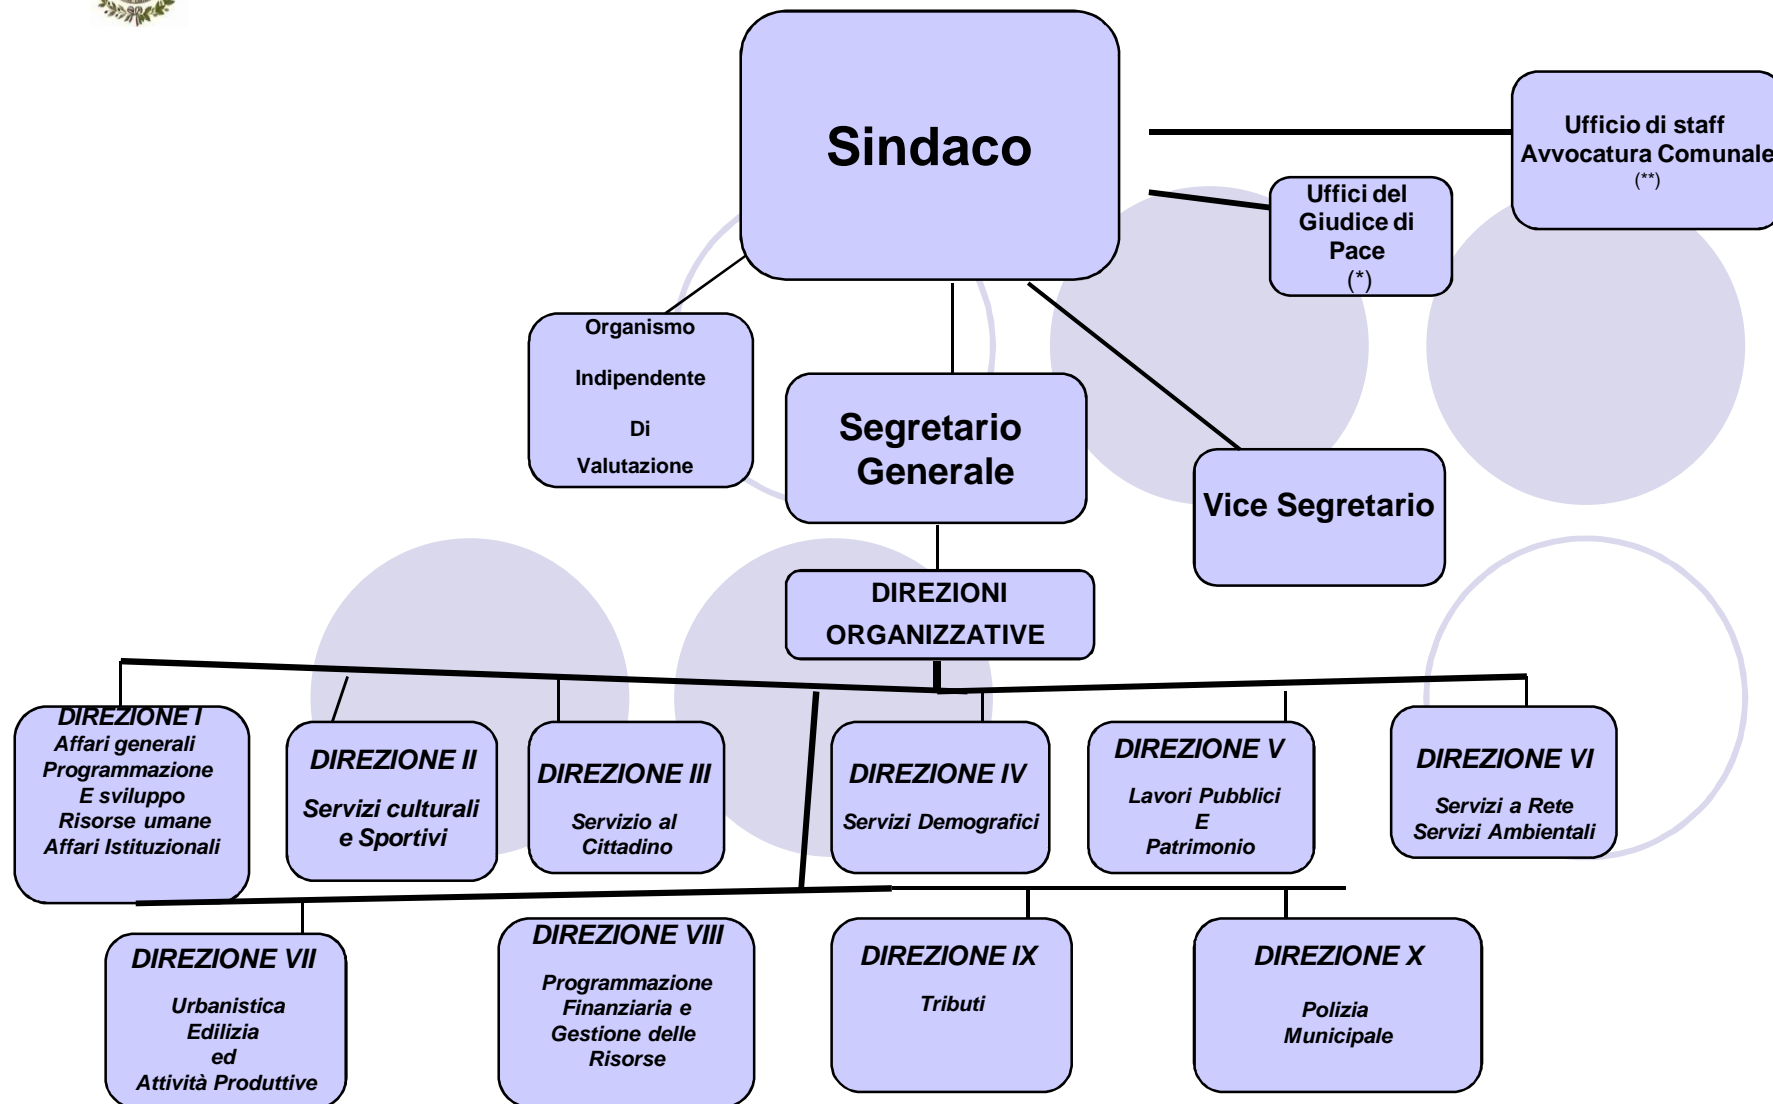 Sindaco
Ufficio di staff
Avvocatura Comunale
(**)
Uffici del
Giudice di
Pace
(*)
Organismo
Indipendente
Di
Valutazione
Segretario
Generale
Vice Segretario
DIREZIONI
ORGANIZZATIVE
DIREZIONE I
Affari generali
Programmazione
E sviluppo
Risorse umane
Affari Istituzionali
DIREZIONE II
Servizi culturali
e Sportivi
DIREZIONE III
Servizio al
Cittadino
DIREZIONE IV
Servizi Demografici
DIREZIONE V
Lavori Pubblici
E
Patrimonio
DIREZIONE VI
Servizi a Rete
Servizi Ambientali
DIREZIONE VII
Urbanistica
Edilizia
ed
Attività Produttive
DIREZIONE VIII
Programmazione
Finanziaria e
Gestione delle
Risorse
DIREZIONE IX
Tributi
DIREZIONE X
Polizia
Municipale